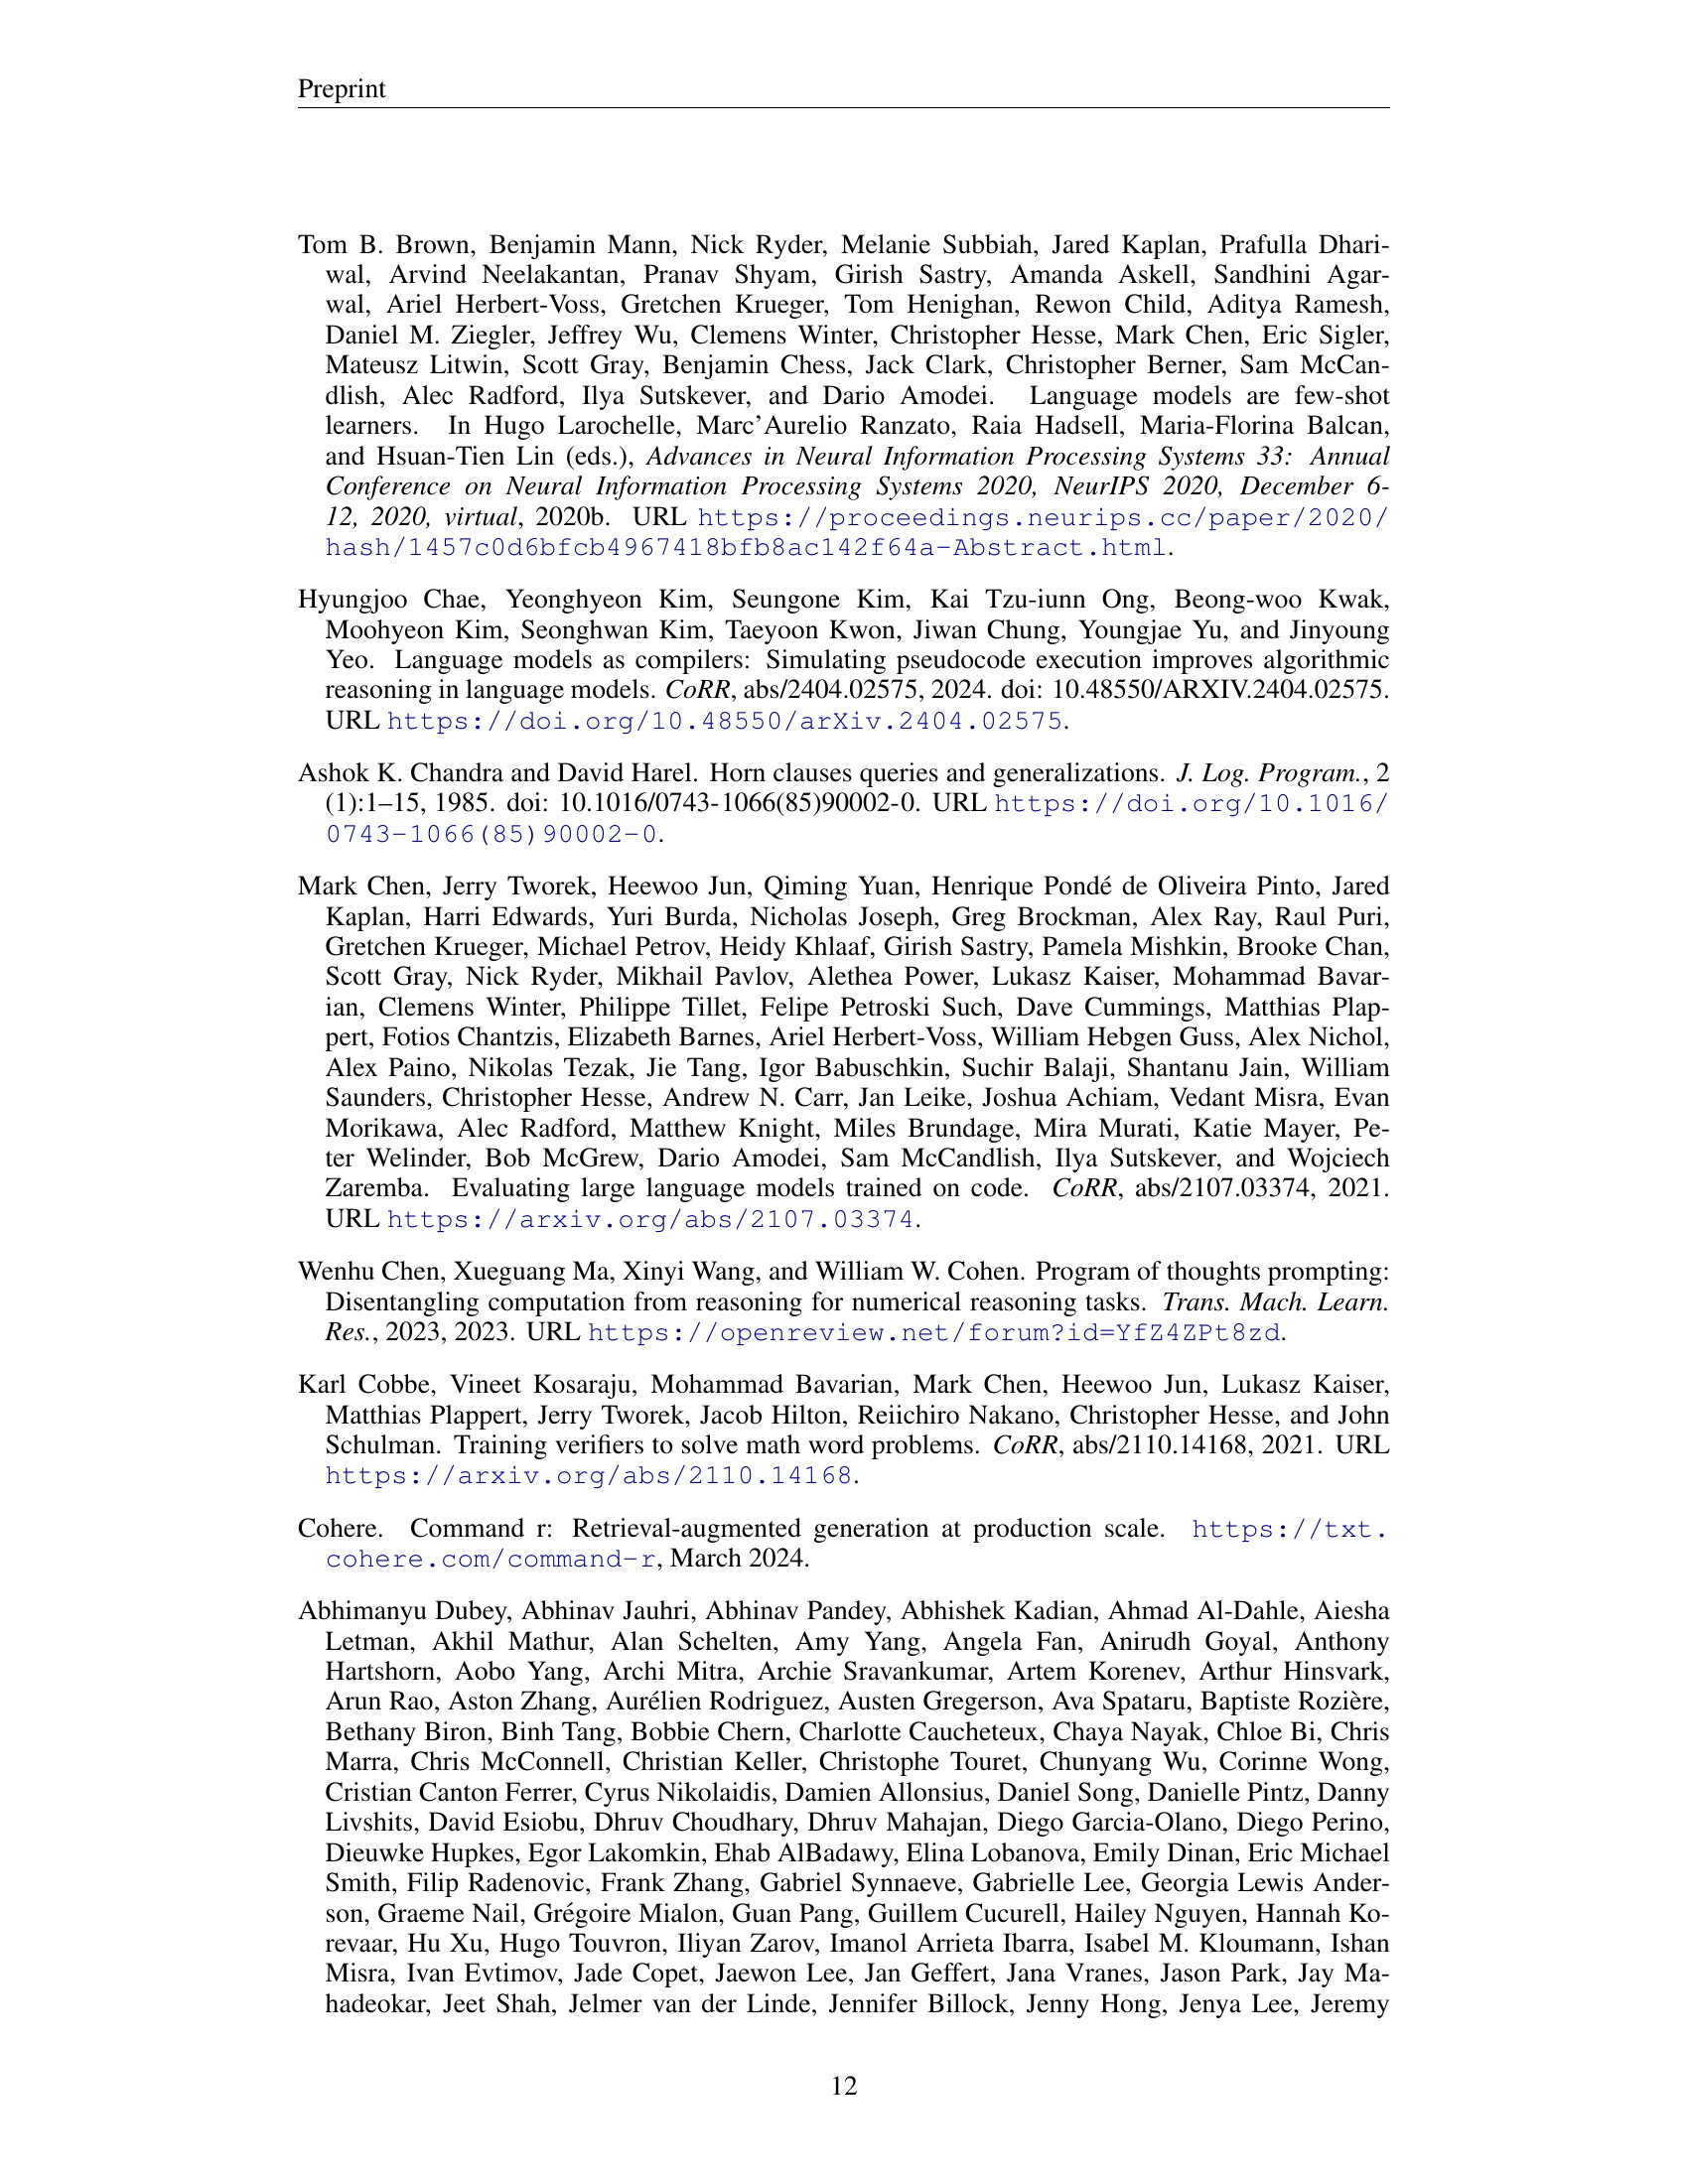 Preprint
Tom B. Brown, Benjamin Mann, Nick Ryder, Melanie Subbiah, Jared Kaplan, Prafulla Dhari-
wal, Arvind Neelakantan, Pranav Shyam, Girish Sastry, Amanda Askell, Sandhini Agar-
wal, Ariel Herbert-Voss, Gretchen Krueger, Tom Henighan, Rewon Child, Aditya Ramesh,
Daniel M. Ziegler, Jeffrey Wu, Clemens Winter, Christopher Hesse, Mark Chen, Eric Sigler,
Mateusz Litwin, Scott Gray, Benjamin Chess, Jack Clark, Christopher Berner, Sam McCan-
dlish, Alec Radford, Ilya Sutskever, and Dario Amodei. Language models are few-shot
learners. In Hugo Larochelle, Marc'Aurelio Ranzato, Raia Hadsell, Maria-Florina Balcan,
and Hsuan-Tien Lin (eds.), Advances in Neural Information Processing Systems 33: Annual
Conference on Neural Information Processing Systems 2020, NeurIPS 2020, December 6-
12, 2020, virtual, 2020b. URL https://proceedings.neurips.cc/paper/2020/
hash/1457c0d6bfcb4967418bfb8ac142f64a-Abstract.html.
Hyungjoo Chae, Yeonghyeon Kim, Seungone Kim, Kai Tzu-iunn Ong, Beong-woo Kwak,
Moohyeon Kim, Seonghwan Kim, Taeyoon Kwon, Jiwan Chung, Youngjae Yu, and Jinyoung
Yeo. Language models as compilers: Simulating pseudocode execution improves algorithmic
reasoning in language models. CoRR, abs/2404.02575, 2024. doi: 10.48550/ARXIV.2404.02575.
URL https://doi.org/10.48550/arXiv.2404.02575.
Ashok K. Chandra and David Harel. Horn clauses queries and generalizations. J. Log. Program., 2
(1):1–15, 1985. doi: 10.1016/0743-1066(85)90002-0. URL https://doi.org/10.1016/
0743-1066(85)90002-0.
Mark Chen, Jerry Tworek, Heewoo Jun, Qiming Yuan, Henrique Pondé de Oliveira Pinto, Jared
Kaplan, Harri Edwards, Yuri Burda, Nicholas Joseph, Greg Brockman, Alex Ray, Raul Puri,
Gretchen Krueger, Michael Petrov, Heidy Khlaaf, Girish Sastry, Pamela Mishkin, Brooke Chan,
Scott Gray, Nick Ryder, Mikhail Pavlov, Alethea Power, Lukasz Kaiser, Mohammad Bavar-
ian, Clemens Winter, Philippe Tillet, Felipe Petroski Such, Dave Cummings, Matthias Plap-
pert, Fotios Chantzis, Elizabeth Barnes, Ariel Herbert-Voss, William Hebgen Guss, Alex Nichol,
Alex Paino, Nikolas Tezak, Jie Tang, Igor Babuschkin, Suchir Balaji, Shantanu Jain, William
Saunders, Christopher Hesse, Andrew N. Carr, Jan Leike, Joshua Achiam, Vedant Misra, Evan
Morikawa, Alec Radford, Matthew Knight, Miles Brundage, Mira Murati, Katie Mayer, Pe-
ter Welinder, Bob McGrew, Dario Amodei, Sam McCandlish, Ilya Sutskever, and Wojciech
Zaremba. Evaluating large language models trained on code. CoRR, abs/2107.03374, 2021.
URL https://arxiv.org/abs/2107.03374.
Wenhu Chen, Xueguang Ma, Xinyi Wang, and William W. Cohen. Program of thoughts prompting:
Disentangling computation from reasoning for numerical reasoning tasks. Trans. Mach. Learn.
Res., 2023, 2023. URL https://openreview.net/forum?id=YfZ4ZPt8zd.
Karl Cobbe, Vineet Kosaraju, Mohammad Bavarian, Mark Chen, Heewoo Jun, Lukasz Kaiser,
Matthias Plappert, Jerry Tworek, Jacob Hilton, Reiichiro Nakano, Christopher Hesse, and John
Schulman. Training verifiers to solve math word problems. CoRR, abs/2110.14168, 2021. URL
https://arxiv.org/abs/2110.14168.
Cohere. Command r: Retrieval-augmented generation at production scale. https://txt.
cohere.com/command-r, March 2024.
Abhimanyu Dubey, Abhinav Jauhri, Abhinav Pandey, Abhishek Kadian, Ahmad Al-Dahle, Aiesha
Letman, Akhil Mathur, Alan Schelten, Amy Yang, Angela Fan, Anirudh Goyal, Anthony
Hartshorn, Aobo Yang, Archi Mitra, Archie Sravankumar, Artem Korenev, Arthur Hinsvark,
Arun Rao, Aston Zhang, Aurélien Rodriguez, Austen Gregerson, Ava Spataru, Baptiste Rozière,
Bethany Biron, Binh Tang, Bobbie Chern, Charlotte Caucheteux, Chaya Nayak, Chloe Bi, Chris
Marra, Chris McConnell, Christian Keller, Christophe Touret, Chunyang Wu, Corinne Wong,
Cristian Canton Ferrer, Cyrus Nikolaidis, Damien Allonsius, Daniel Song, Danielle Pintz, Danny
Livshits, David Esiobu, Dhruv Choudhary, Dhruv Mahajan, Diego Garcia-Olano, Diego Perino,
Dieuwke Hupkes, Egor Lakomkin, Ehab AlBadawy, Elina Lobanova, Emily Dinan, Eric Michael
Smith, Filip Radenovic, Frank Zhang, Gabriel Synnaeve, Gabrielle Lee, Georgia Lewis Ander-
son, Graeme Nail, Grégoire Mialon, Guan Pang, Guillem Cucurell, Hailey Nguyen, Hannah Ko-
revaar, Hu Xu, Hugo Touvron, Iliyan Zarov, Imanol Arrieta Ibarra, Isabel M. Kloumann, Ishan
Misra, Ivan Evtimov, Jade Copet, Jaewon Lee, Jan Geffert, Jana Vranes, Jason Park, Jay Ma-
hadeokar, Jeet Shah, Jelmer van der Linde, Jennifer Billock, Jenny Hong, Jenya Lee, Jeremy
12